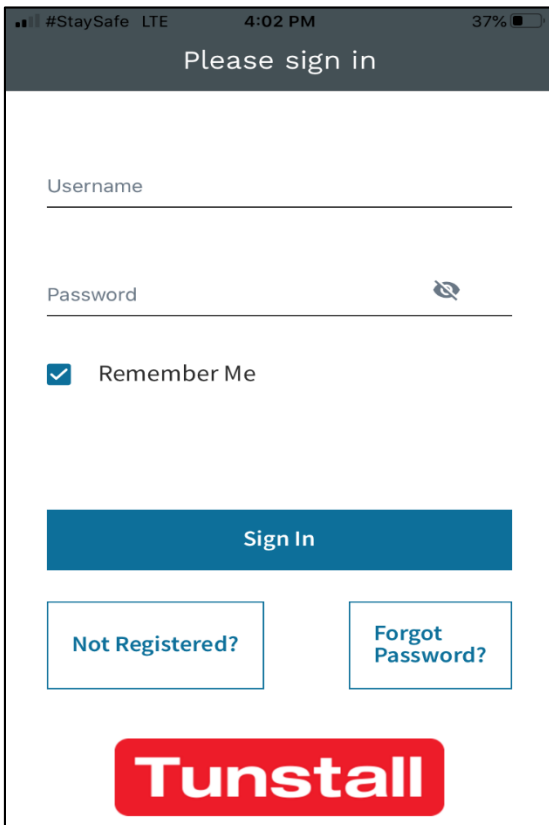 #StaySafe LTE 4:02 PM 37%
Please sign in
Username
Password
Remember Me
Sign In
Not Registered?
Forgot
Password?
Tunstall